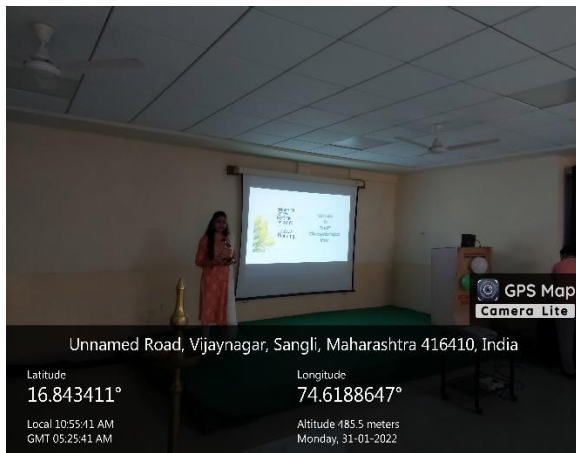 GPS Map
Camera Lite
Unnamed Road, Vijaynagar, Sangli, Maharashtra 416410, India
Latitude
16.843411°
Longitude
74.6188647°
Local 10:55:41 AM
GMT 05:25:41 AM
Altitude 485.5 meters
Monday, 31-01-2022